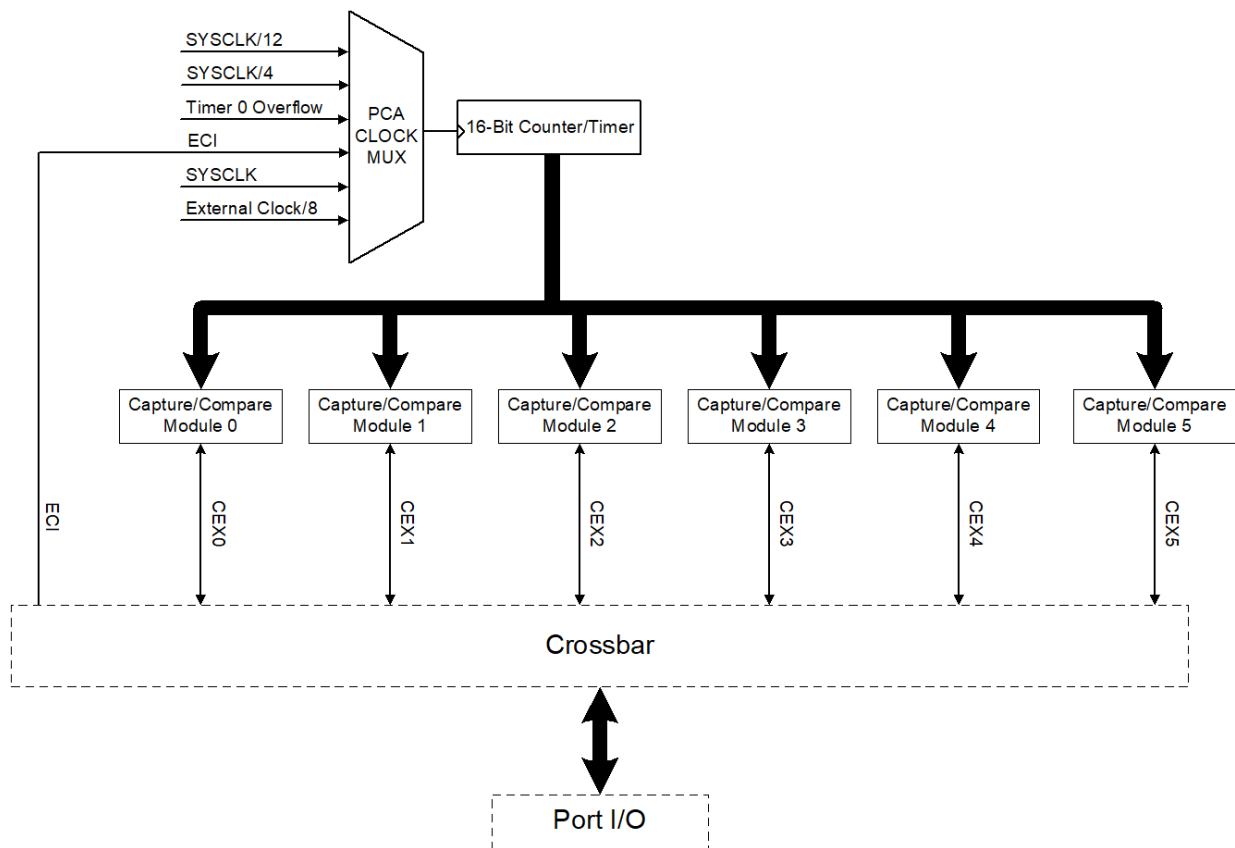 SYSCLK/12
SYSCLK/4
Timer 0 Overflow
ECI
SYSCLK
External Clock/8
PCA
CLOCK
MUX
16-Bit Counter/Timer
Capture/Compare
Module 0
Capture/Compare
Module 1
Capture/Compare
Module 2
Capture/Compare
Module 3
Capture/Compare
Module 4
Capture/Compare
Module 5
ECI
CEX0
CEX1
CEX2
CEX3
CEX4
CEX5
Crossbar
Port I/O